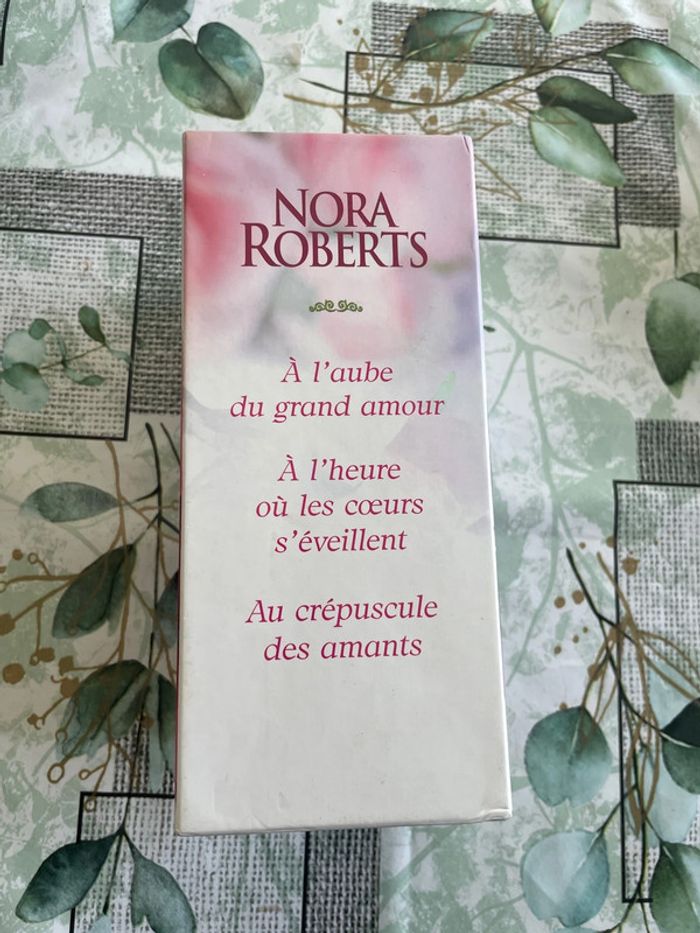 NORA
ROBERTS
À l’aube
du grand amour
À l’heure
où les cœurs
s’éveillent
Au crépuscule
des amants